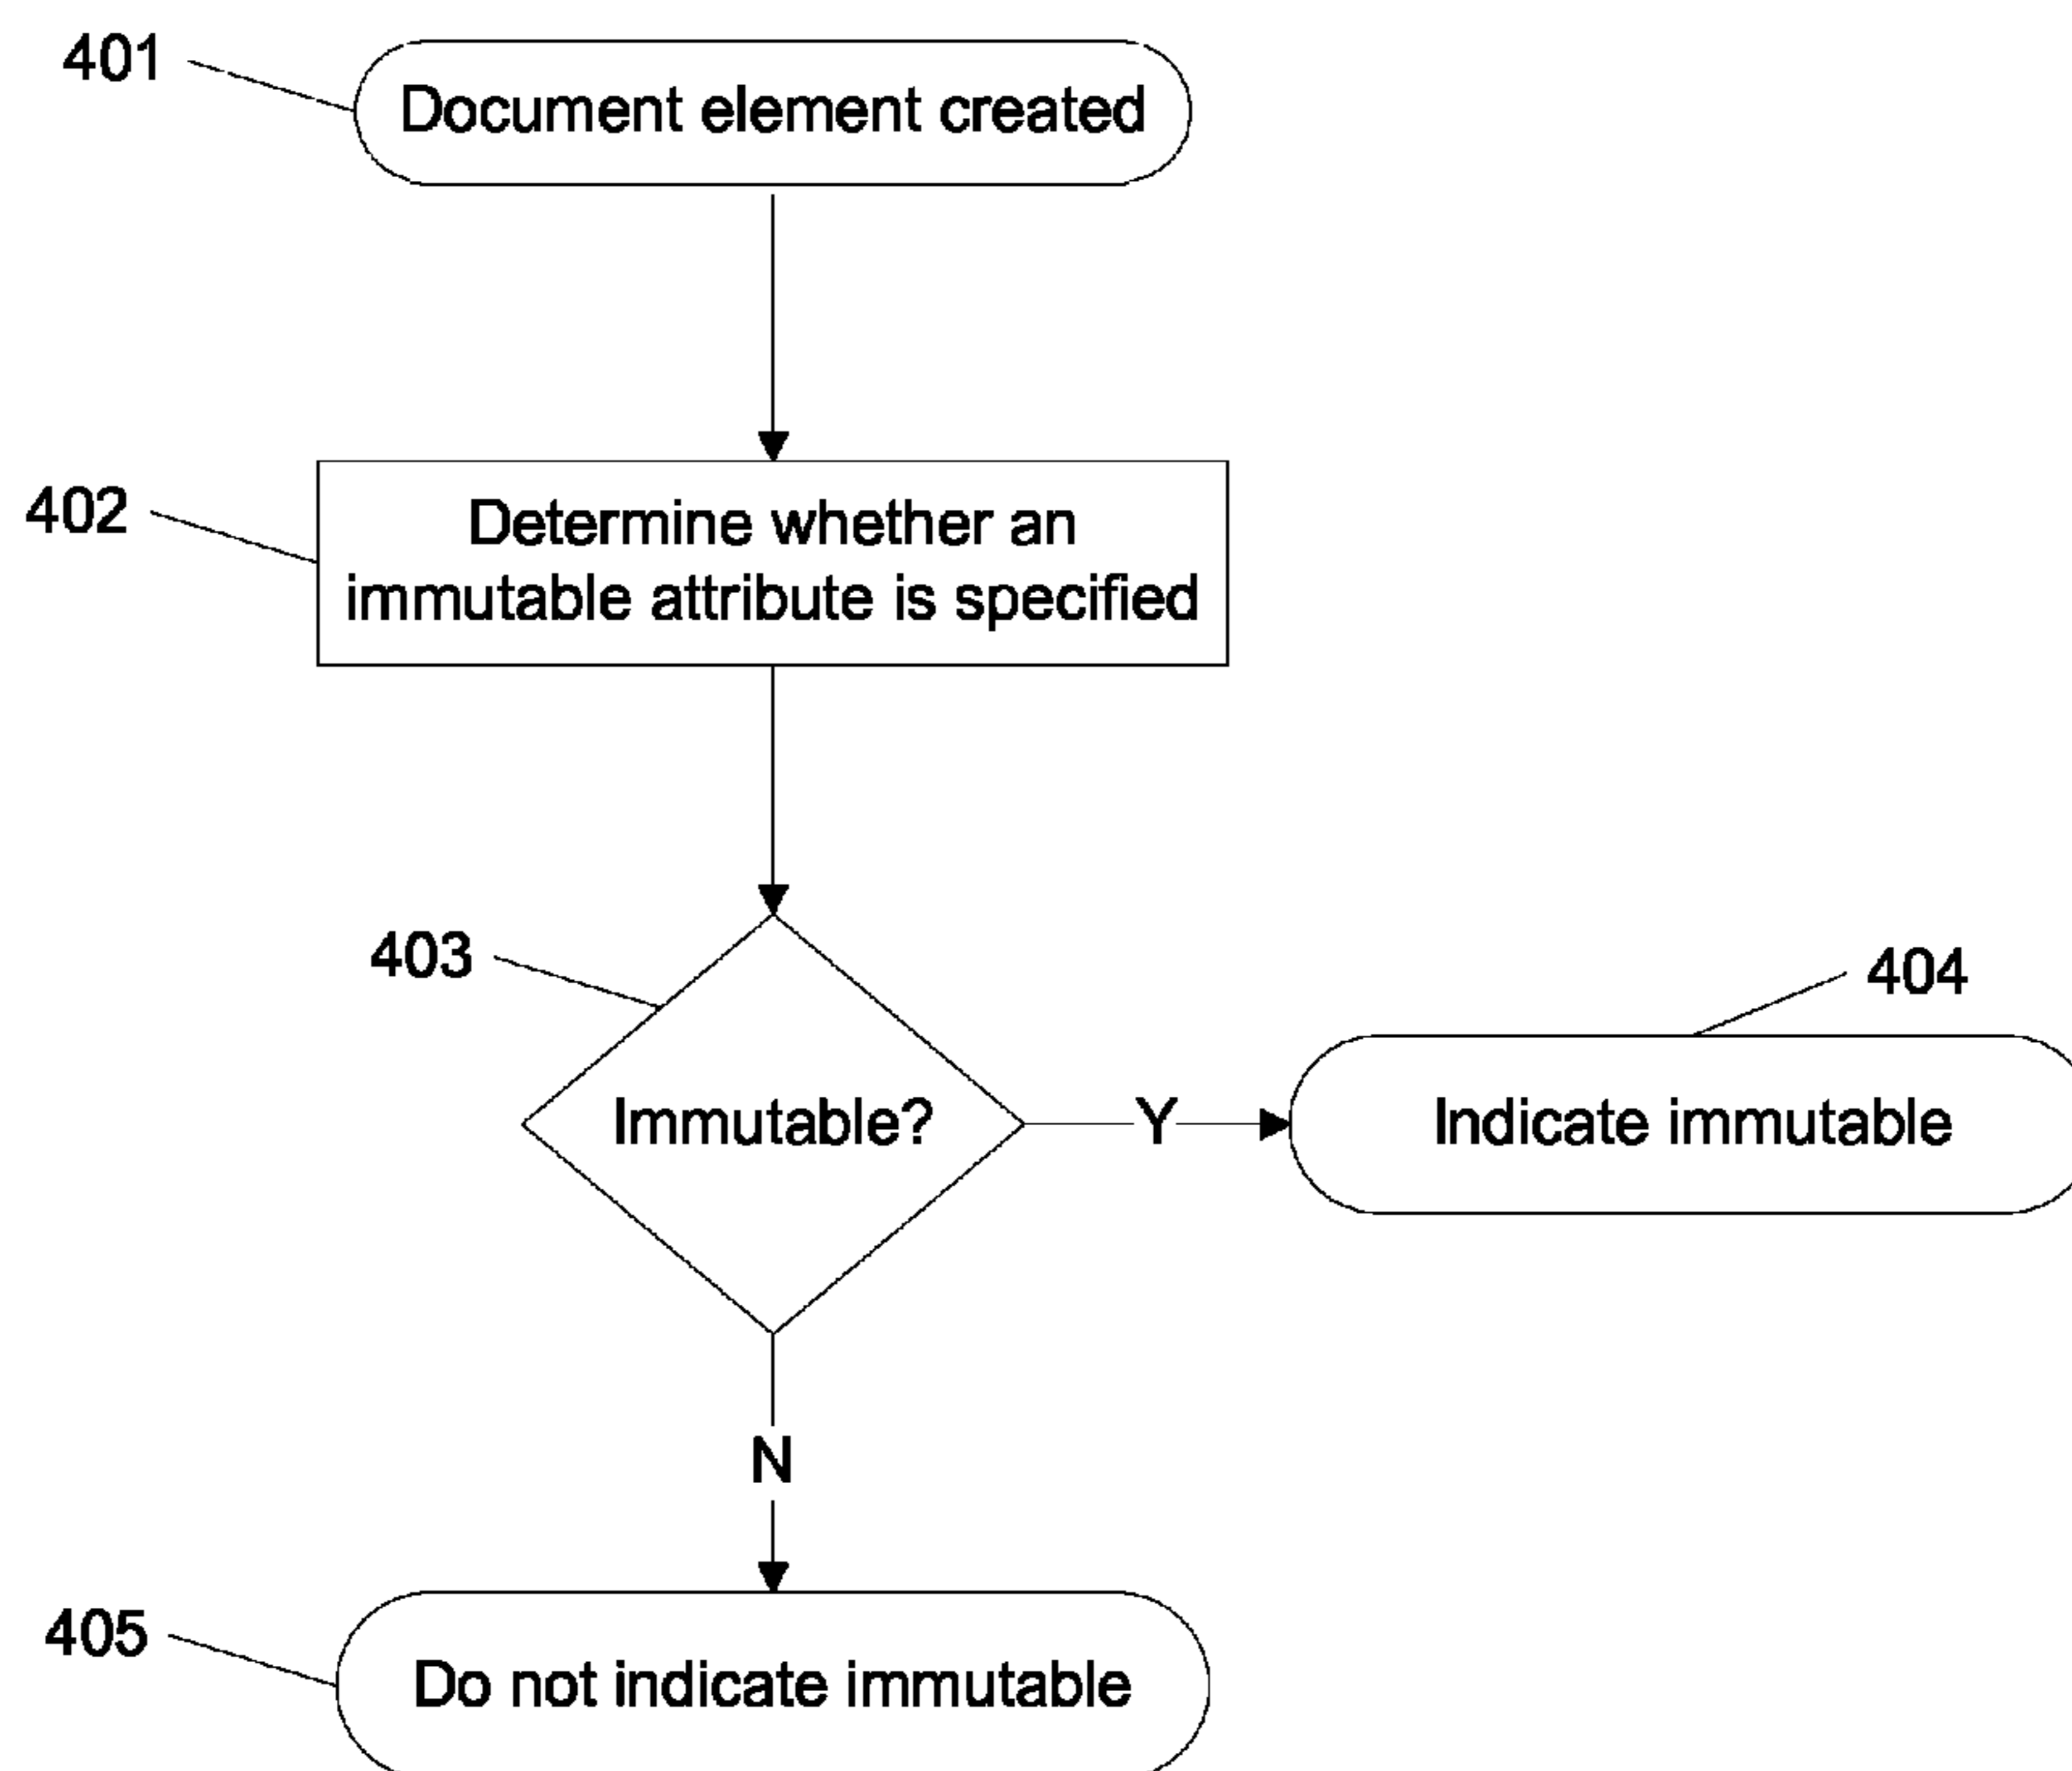 401
Document element created
402
Determine whether an
immutable attribute is specified
403
404
Immutable?
Y
Indicate immutable
N
405
Do not indicate immutable